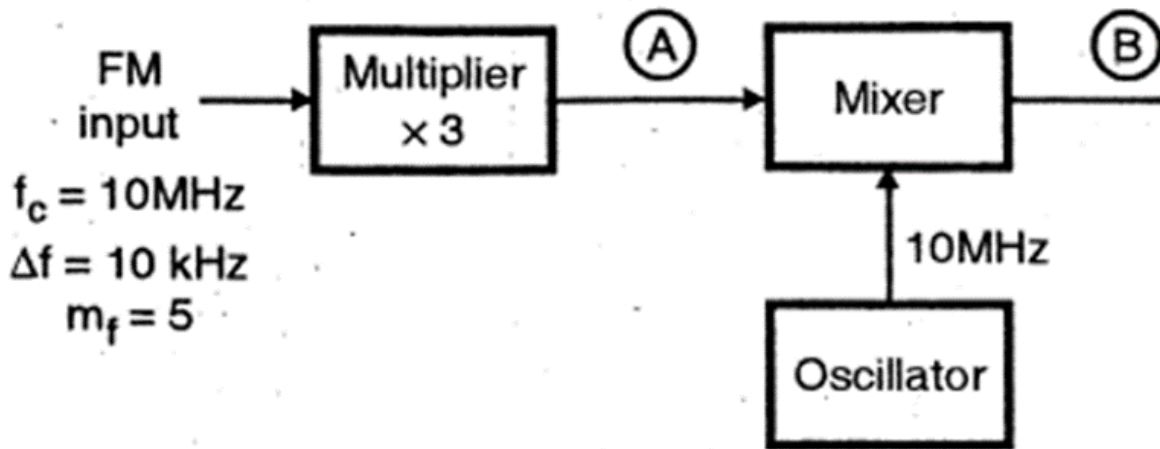 FM
input
f_c = 10MHz
Δf = 10 kHz
m_f = 5
Multiplier
× 3
A
Mixer
B
10MHz
Oscillator